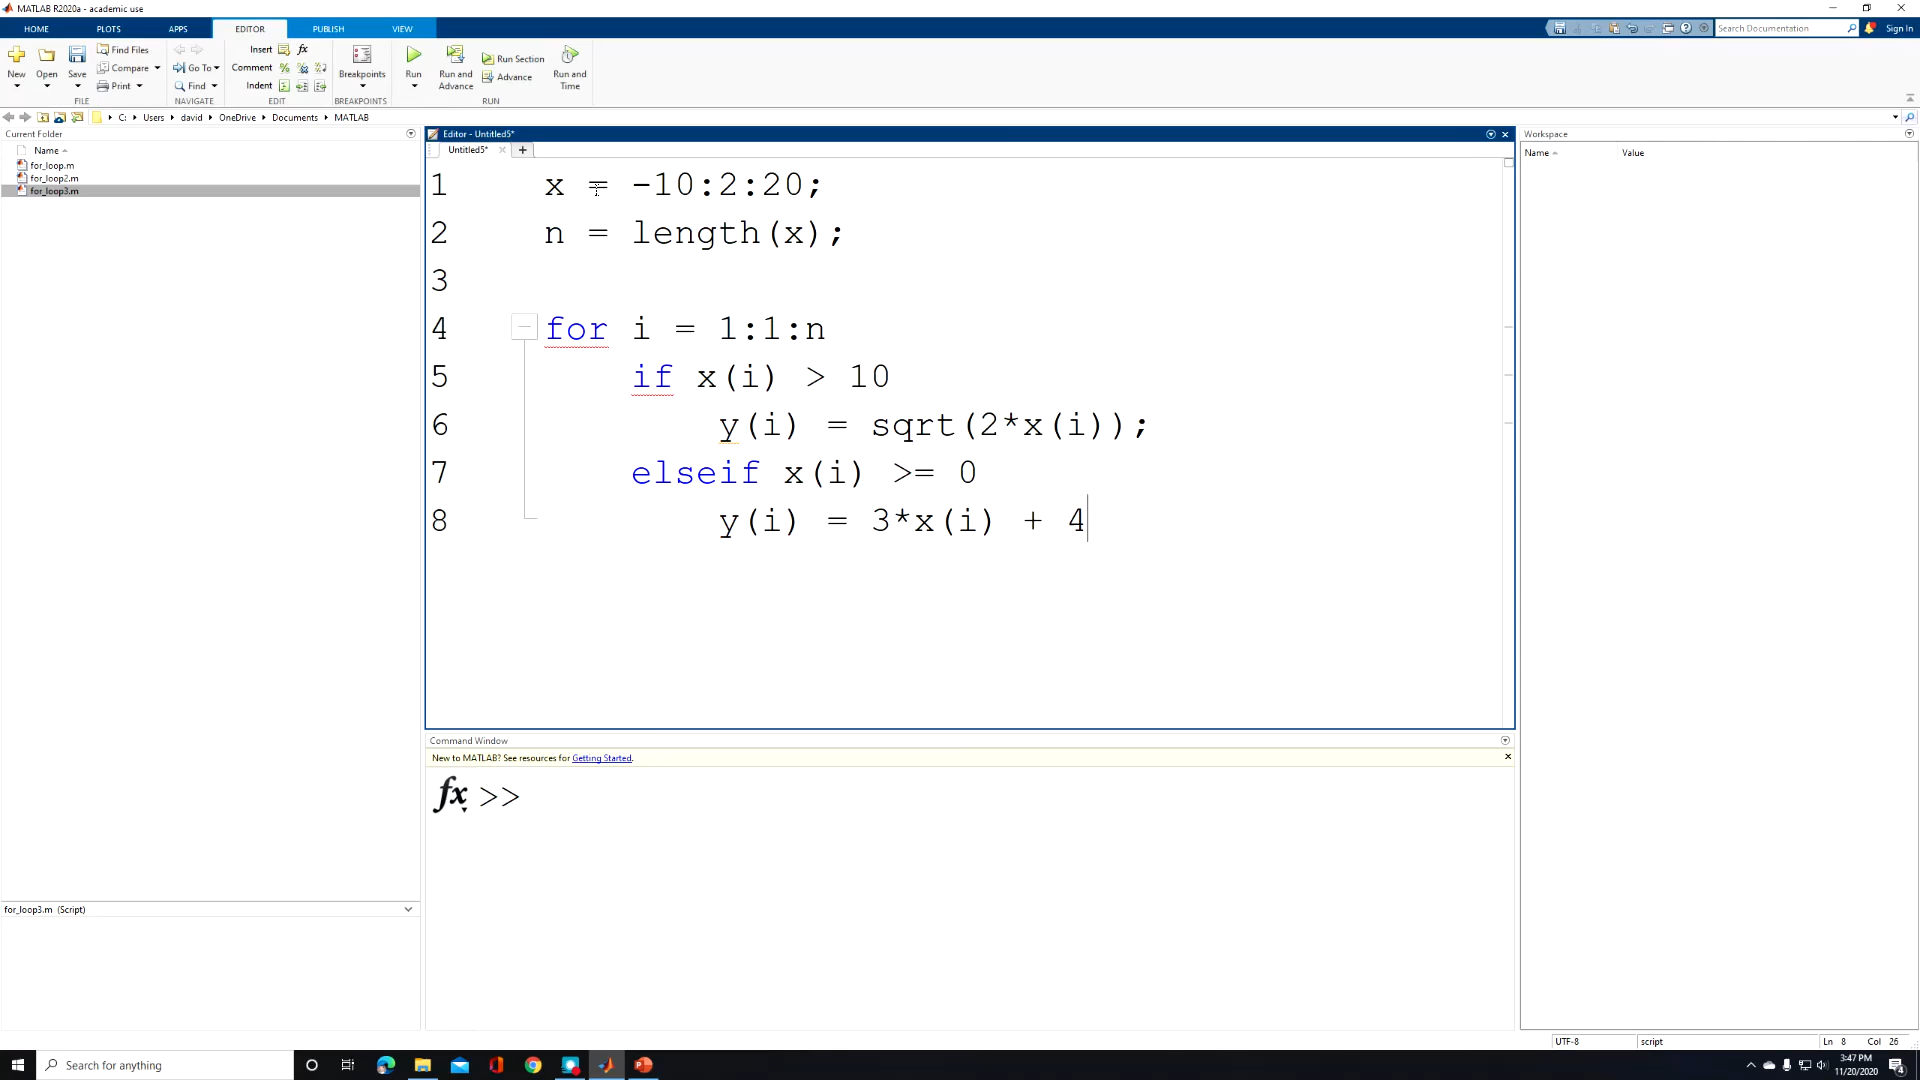 MATLAB R2020a - academic use
HOME PLOTS APPS EDITOR PUBLISH VIEW
Search Documentation Sign In
New Open Save Find Files Compare Print
Go To Find
Insert fx
Comment
Indent
Breakpoints Run Run and Advance Run Section Advance Run and Time
FILE NAVIGATE EDIT BREAKPOINTS RUN
C: Users david OneDrive Documents MATLAB
Current Folder
Name
for_loop.m
for_loop2.m
for_loop3.m
for_loop3.m (Script)
Editor - Untitled5*
Untitled5* +
1 x = -10:2:20;
2 n = length(x);
3
4 for i = 1:1:n
5 if x(i) > 10
6 y(i) = sqrt(2*x(i));
7 elseif x(i) >= 0
8 y(i) = 3*x(i) + 4
Command Window
New to MATLAB? See resources for Getting Started.
fx >>
Workspace
Name Value
UTF-8 script Ln 8 Col 26
Search for anything
3:47 PM
11/20/2020
4